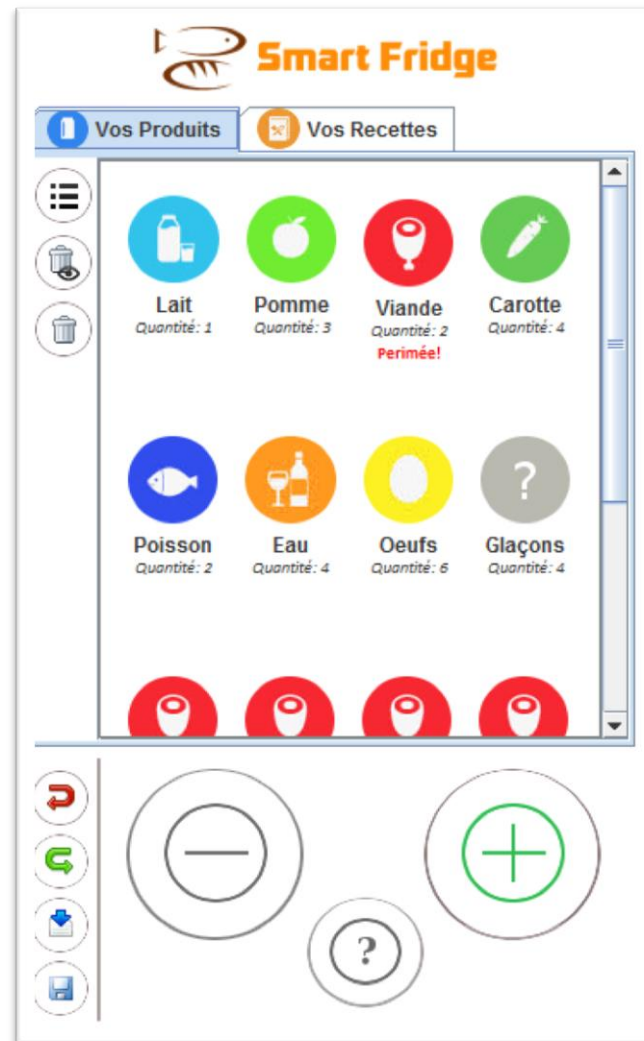 Smart Fridge
Vos Produits
Vos Recettes
Lait
Quantité: 1
Pomme
Quantité: 3
Viande
Quantité: 2
Perimée!
Carotte
Quantité: 4
Poisson
Quantité: 2
Eau
Quantité: 4
Oeufs
Quantité: 6
?
Glaçons
Quantité: 4
?